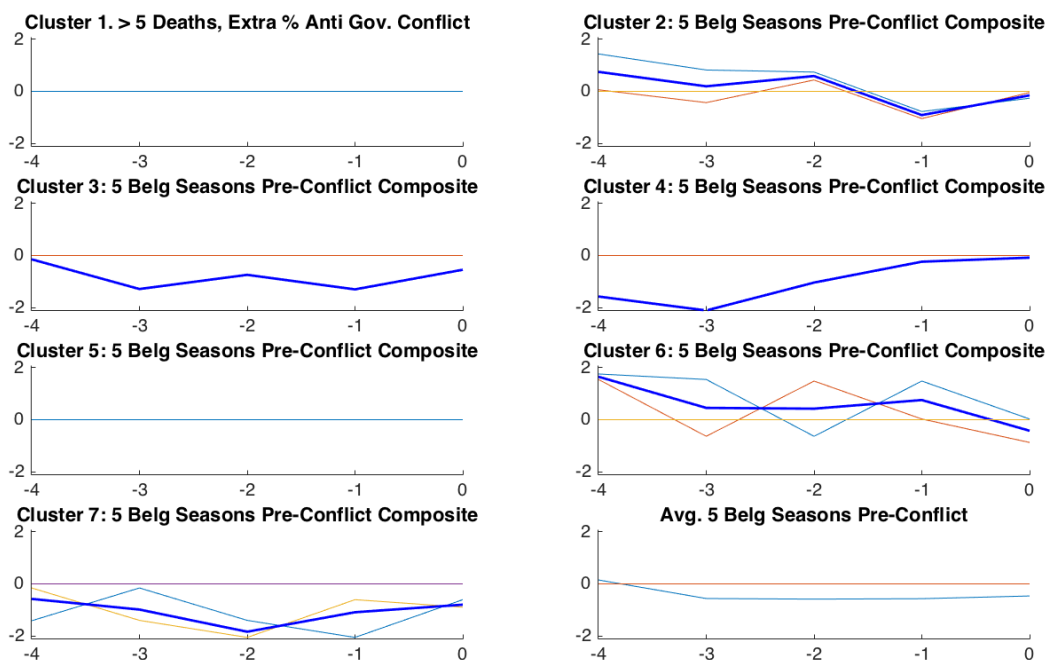 Cluster 1. > 5 Deaths, Extra % Anti Gov. Conflict
2
0
-2
-4 -3 -2 -1 0
Cluster 2: 5 Belg Seasons Pre-Conflict Composite
2
0
-2
-4 -3 -2 -1 0
Cluster 3: 5 Belg Seasons Pre-Conflict Composite
2
0
-2
-4 -3 -2 -1 0
Cluster 4: 5 Belg Seasons Pre-Conflict Composite
2
0
-2
-4 -3 -2 -1 0
Cluster 5: 5 Belg Seasons Pre-Conflict Composite
2
0
-2
-4 -3 -2 -1 0
Cluster 6: 5 Belg Seasons Pre-Conflict Composite
2
0
-2
-4 -3 -2 -1 0
Cluster 7: 5 Belg Seasons Pre-Conflict Composite
2
0
-2
-4 -3 -2 -1 0
Avg. 5 Belg Seasons Pre-Conflict
2
0
-2
-4 -3 -2 -1 0